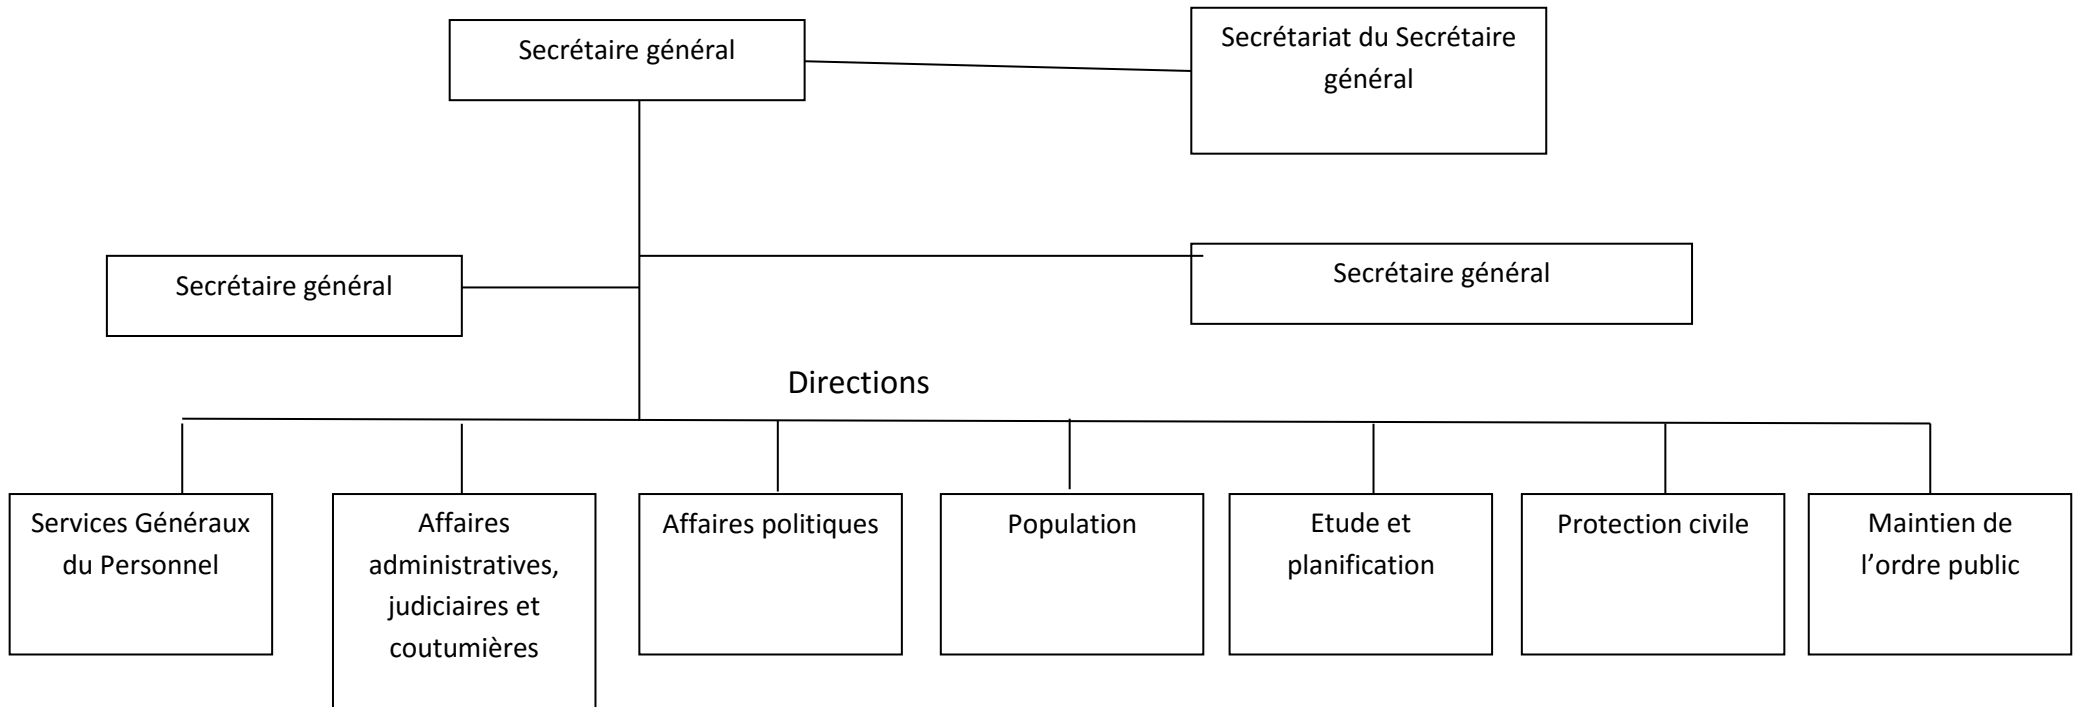 Secrétaire général
Secrétariat du Secrétaire
général
Secrétaire général
Secrétaire général
Directions
Services Généraux
du Personnel
Affaires
administratives,
judiciaires et
coutumières
Affaires politiques
Population
Etude et
planification
Protection civile
Maintien de
l’ordre public